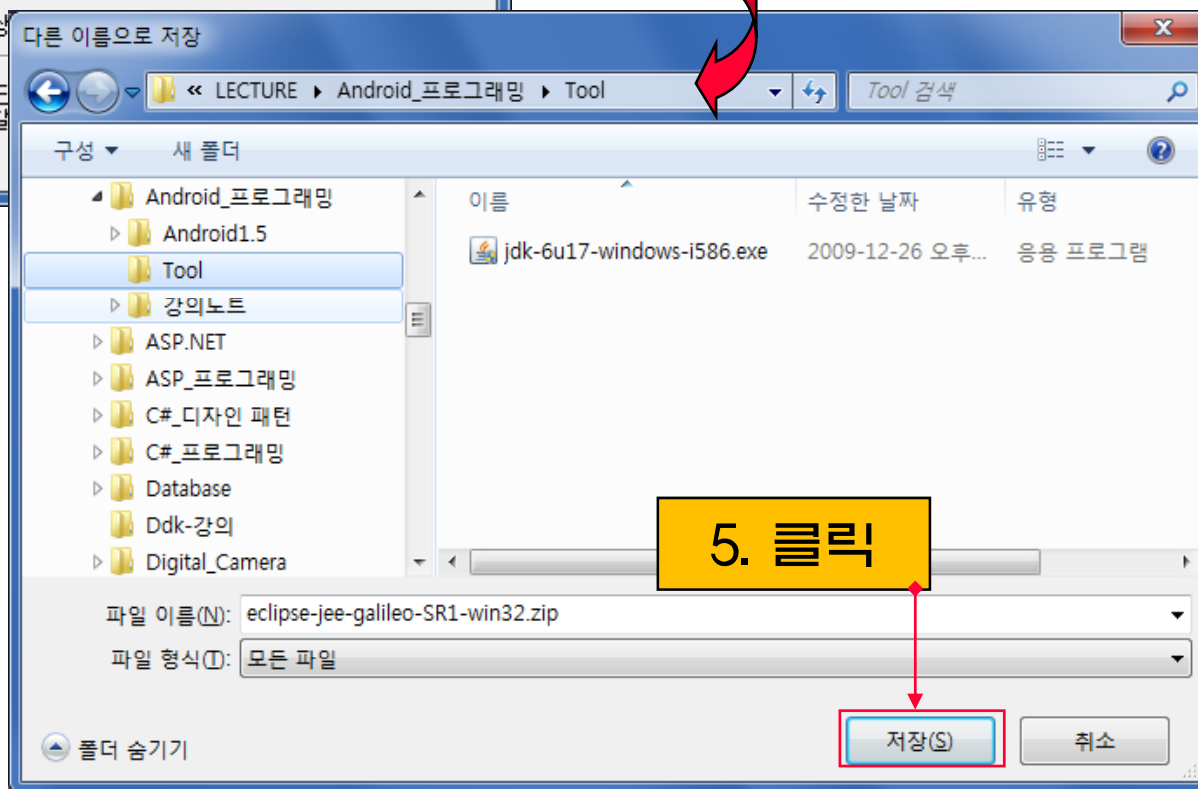 다른 이름으로 저장
« LECTURE ▸ Android_프로그래밍 ▸ Tool
Tool 검색
구성 새 폴더
Android_프로그래밍
Android1.5
Tool
강의노트
ASP.NET
ASP_프로그래밍
C#_디자인 패턴
C#_프로그래밍
Database
Ddk-강의
Digital_Camera
이름 수정한 날짜 유형
jdk-6u17-windows-i586.exe 2009-12-26 오후... 응용 프로그램
5. 클릭
파일 이름(N): eclipse-jee-galileo-SR1-win32.zip
파일 형식(T): 모든 파일
폴더 숨기기
저장(S) 취소